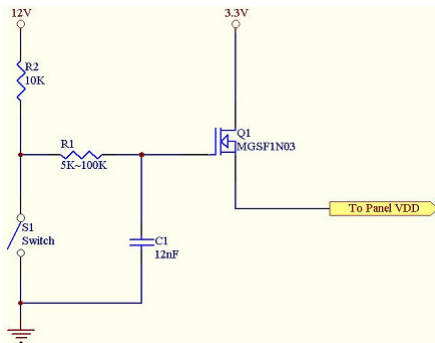 12V
3.3V
R2
10K
Q1
MGSF1N03
R1
5K~100K
To Panel VDD
S1
Switch
C1
12nF